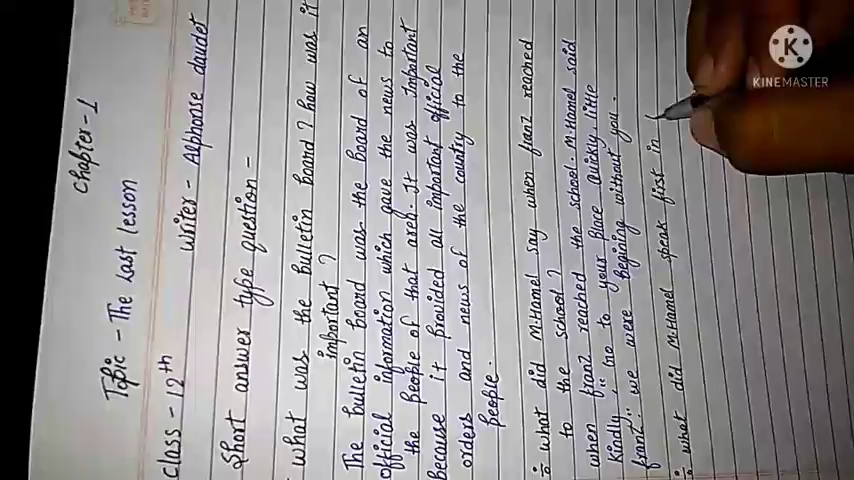 Chapter-1
Topic - The Last lesson
class - 12th
writer - Alphonse daudet
Short answer type question -
what was the bulletin board? how was it
important?
The bulletin board was the board of an
official information which gave the news to
the people of that area. It was important
because it provided all important official
orders and news of the country to the
people.
what did M.Hamel say when franz reached
to the school?
when franz reached the school. M.Hamel said
kindly, "Go to your place quickly little
franz". we were begining without you.
what did M.Hamel speak first in
KINEMASTER